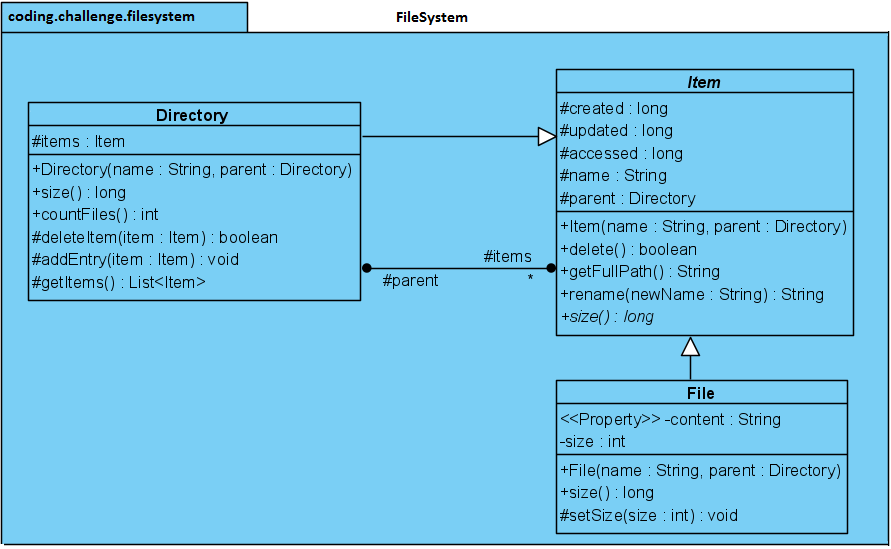 coding.challenge.filesystem
FileSystem
Directory
#items : Item
+Directory(name : String, parent : Directory)
+size() : long
+countFiles() : int
#deleteItem(item : Item) : boolean
#addEntry(item : Item) : void
#getItems() : List<Item>
Item
#created : long
#updated : long
#accessed : long
#name : String
#parent : Directory
+Item(name : String, parent : Directory)
+delete() : boolean
+getFullPath() : String
+rename(newName : String) : String
+size() : long
#items
#parent
*
File
<<Property>> -content : String
-size : int
+File(name : String, parent : Directory)
+size() : long
#setSize(size : int) : void